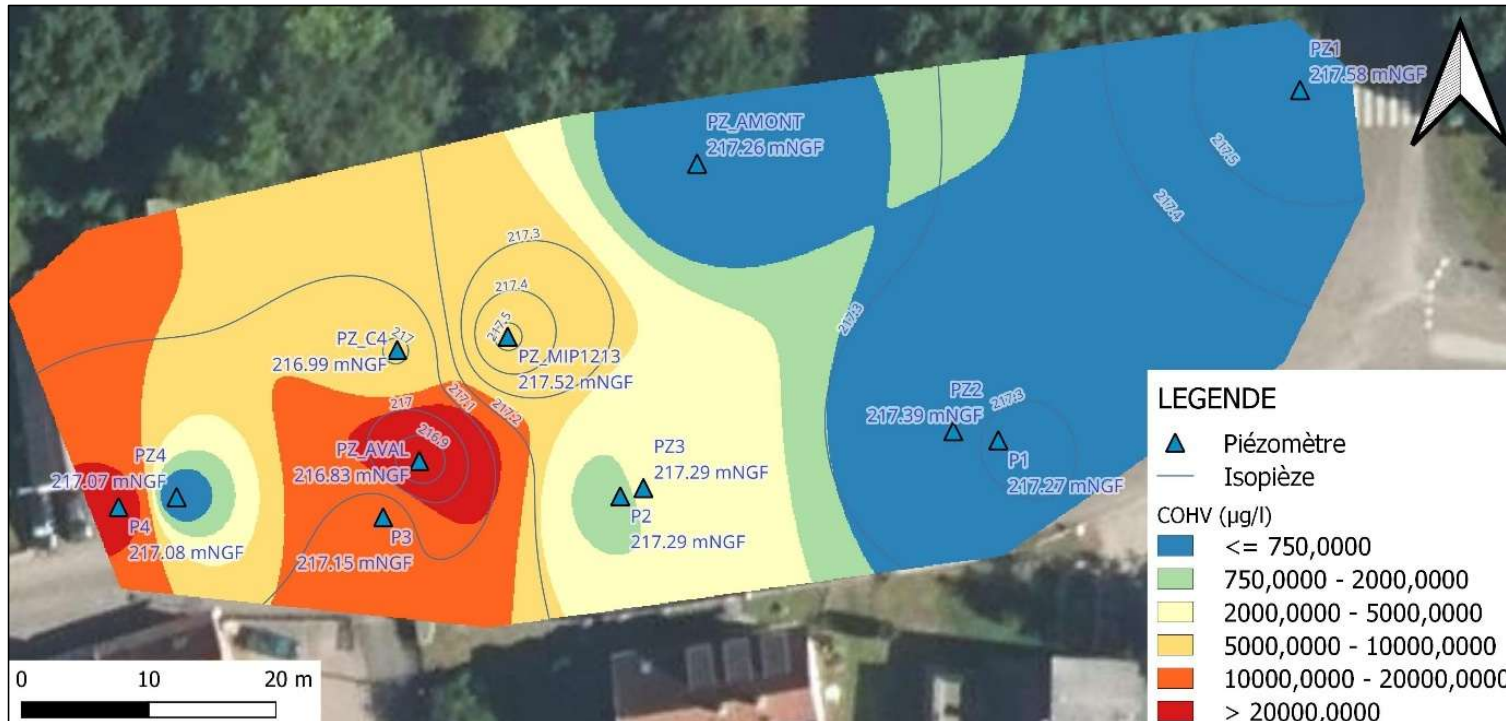 PZ1
217.58 mNGF
PZ_AMONT
217.26 mNGF
217.5
217.4
217.3
217.3
217.4
217.5
PZ_C4
217
216.99 mNGF
PZ_MIP1213
217.52 mNGF
217
217.1
217.2
216.9
PZ_AVAL
216.83 mNGF
PZ2
217.39 mNGF
217.3
P1
217.27 mNGF
PZ3
217.29 mNGF
P2
217.29 mNGF
PZ4
217.07 mNGF
P4
217.08 mNGF
P3
217.15 mNGF
LEGENDE
Piézomètre
Isopièze
COHV (µg/l)
<= 750,0000
750,0000 - 2000,0000
2000,0000 - 5000,0000
5000,0000 - 10000,0000
10000,0000 - 20000,0000
> 20000,0000
0 10 20 m